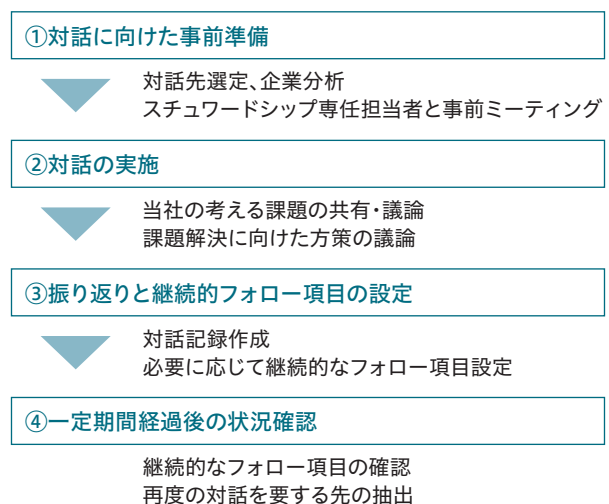 ①対話に向けた事前準備
対話先選定、企業分析
スチュワードシップ専任担当者と事前ミーティング
②対話の実施
当社の考える課題の共有・議論
課題解決に向けた方策の議論
③振り返りと継続的フォロー項目の設定
対話記録作成
必要に応じて継続的なフォロー項目設定
④一定期間経過後の状況確認
継続的なフォロー項目の確認
再度の対話を要する先の抽出